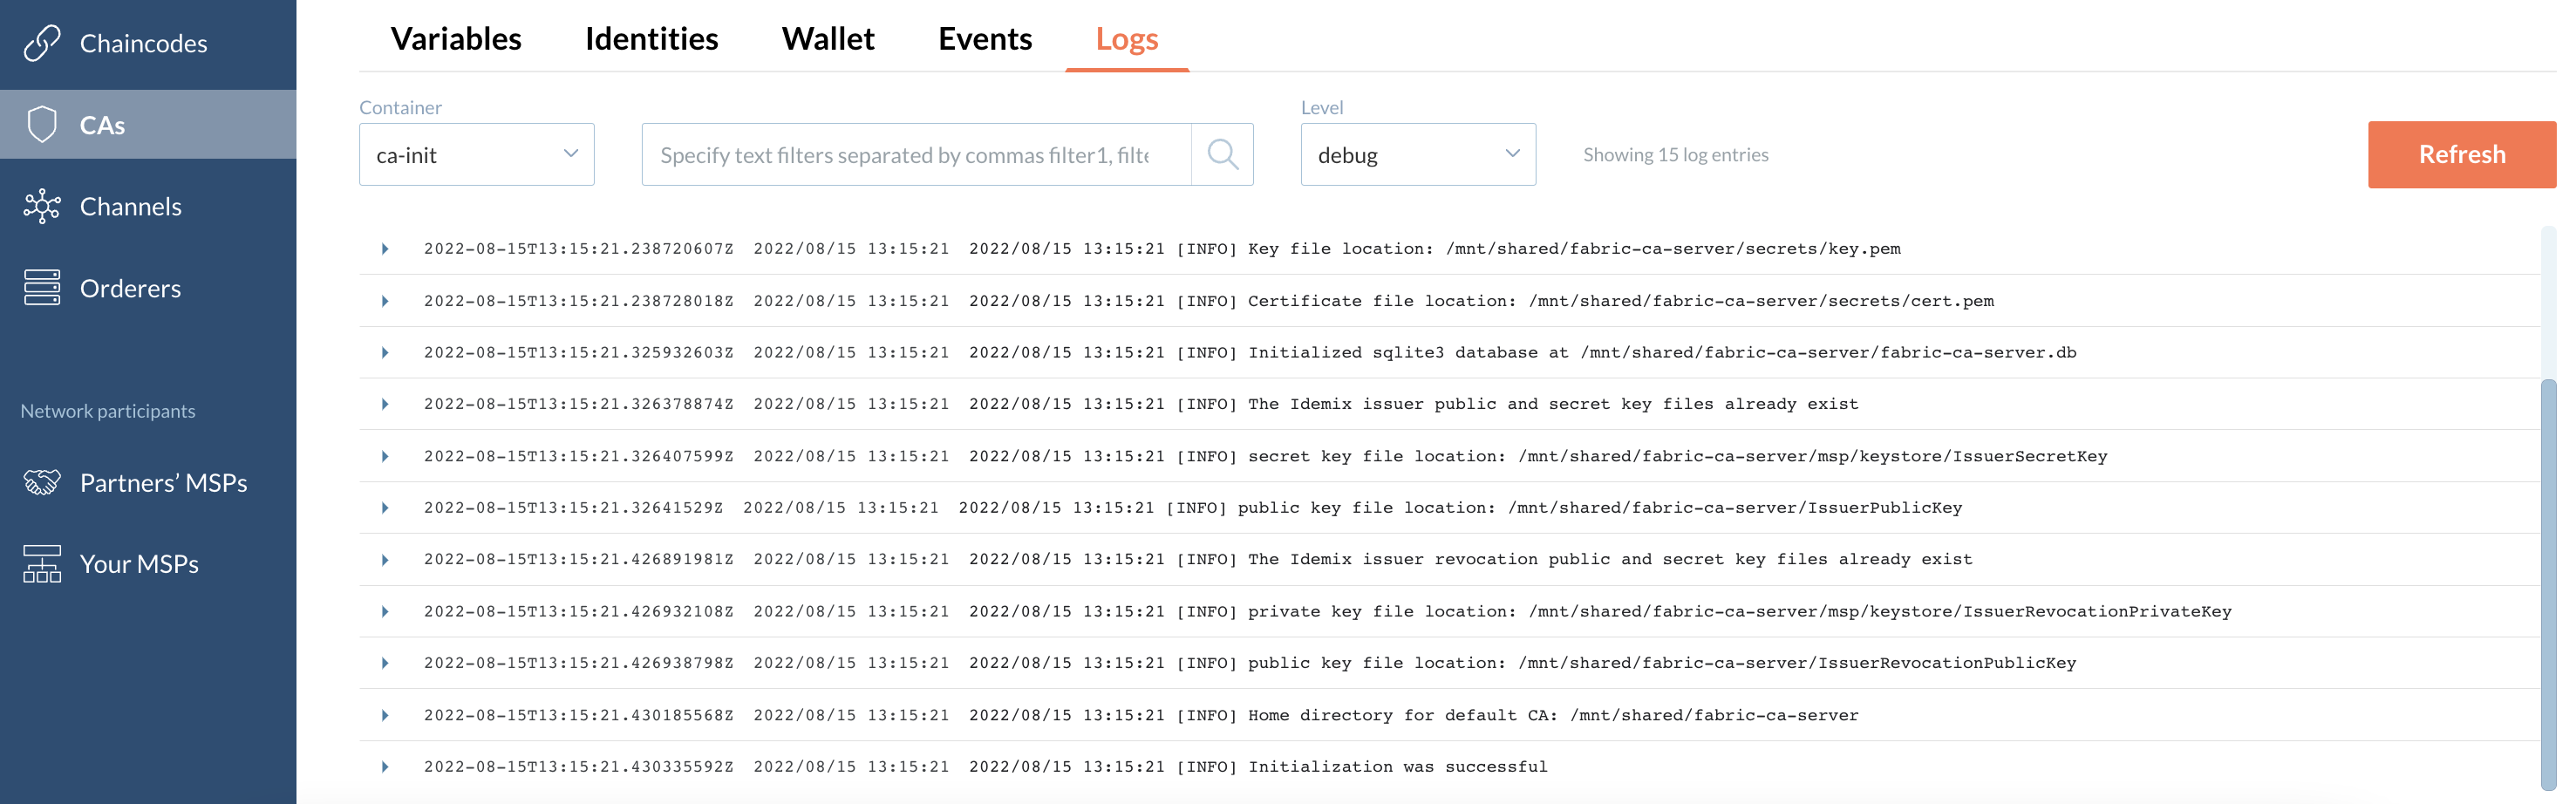 Chaincodes
CAs
Channels
Orderers
Network participants
Partners’ MSPs
Your MSPs
Variables Identities Wallet Events Logs
Container
ca-init
Specify text filters separated by commas filter1, filte
Level
debug
Showing 15 log entries
Refresh
2022-08-15T13:15:21.238720607Z 2022/08/15 13:15:21 2022/08/15 13:15:21 [INFO] Key file location: /mnt/shared/fabric-ca-server/secrets/key.pem
2022-08-15T13:15:21.238728018Z 2022/08/15 13:15:21 2022/08/15 13:15:21 [INFO] Certificate file location: /mnt/shared/fabric-ca-server/secrets/cert.pem
2022-08-15T13:15:21.325932603Z 2022/08/15 13:15:21 2022/08/15 13:15:21 [INFO] Initialized sqlite3 database at /mnt/shared/fabric-ca-server/fabric-ca-server.db
2022-08-15T13:15:21.326378874Z 2022/08/15 13:15:21 2022/08/15 13:15:21 [INFO] The Idemix issuer public and secret key files already exist
2022-08-15T13:15:21.326407599Z 2022/08/15 13:15:21 2022/08/15 13:15:21 [INFO] secret key file location: /mnt/shared/fabric-ca-server/msp/keystore/IssuerSecretKey
2022-08-15T13:15:21.32641529Z 2022/08/15 13:15:21 2022/08/15 13:15:21 [INFO] public key file location: /mnt/shared/fabric-ca-server/IssuerPublicKey
2022-08-15T13:15:21.426891981Z 2022/08/15 13:15:21 2022/08/15 13:15:21 [INFO] The Idemix issuer revocation public and secret key files already exist
2022-08-15T13:15:21.426932108Z 2022/08/15 13:15:21 2022/08/15 13:15:21 [INFO] private key file location: /mnt/shared/fabric-ca-server/msp/keystore/IssuerRevocationPrivateKey
2022-08-15T13:15:21.426938798Z 2022/08/15 13:15:21 2022/08/15 13:15:21 [INFO] public key file location: /mnt/shared/fabric-ca-server/IssuerRevocationPublicKey
2022-08-15T13:15:21.430185568Z 2022/08/15 13:15:21 2022/08/15 13:15:21 [INFO] Home directory for default CA: /mnt/shared/fabric-ca-server
2022-08-15T13:15:21.430335592Z 2022/08/15 13:15:21 2022/08/15 13:15:21 [INFO] Initialization was successful